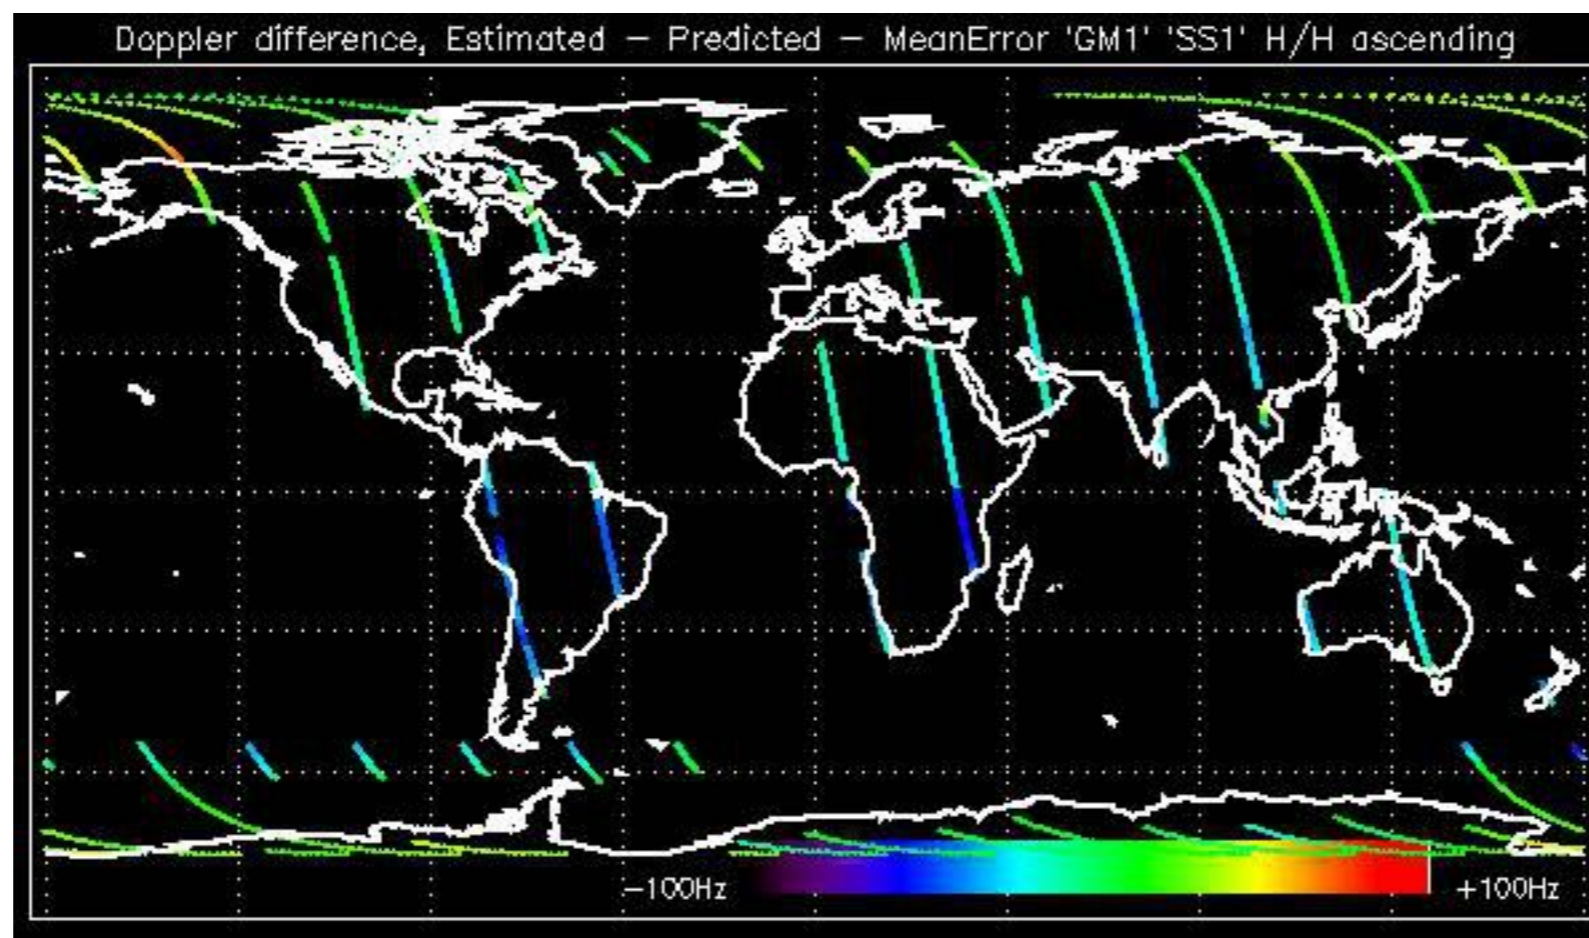 Doppler difference, Estimated – Predicted – MeanError 'GM1' 'SS1' H/H ascending
–100Hz +100Hz